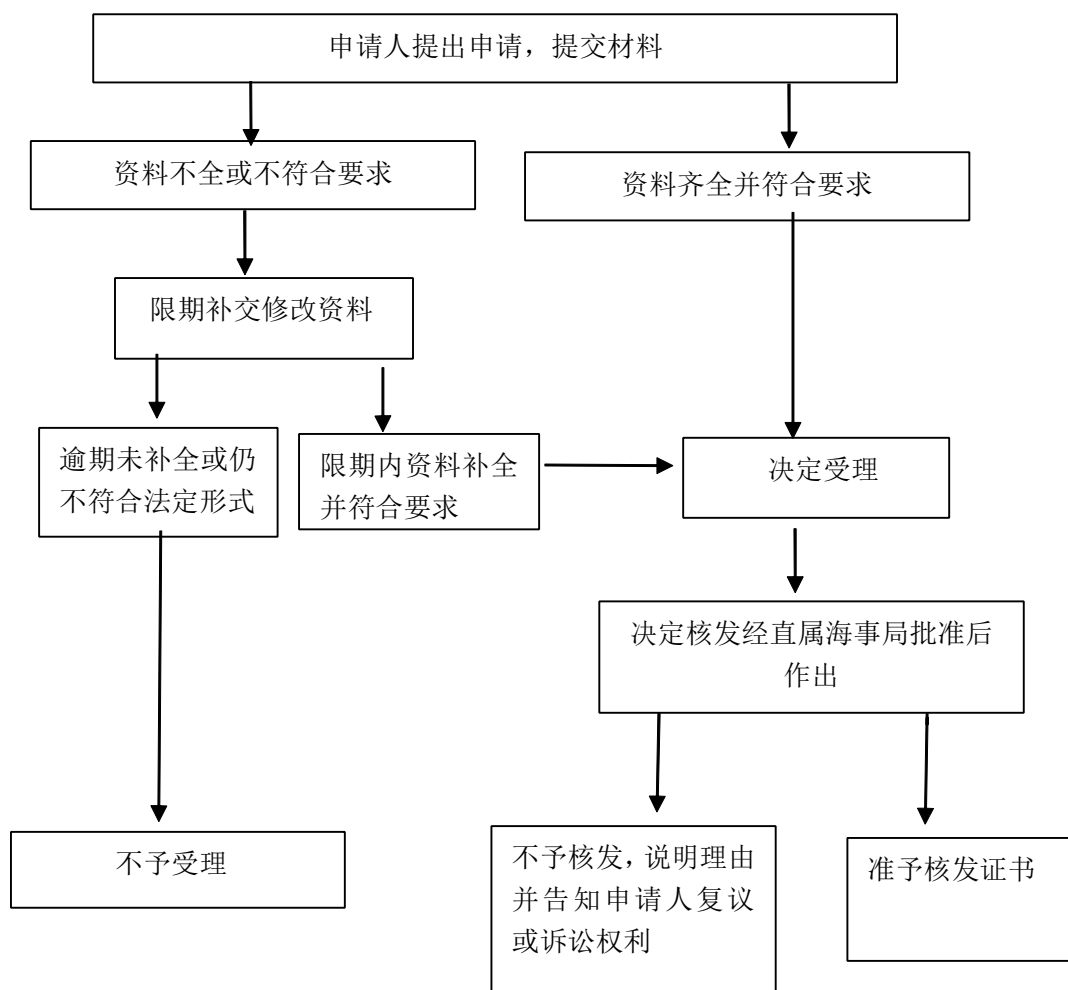 申请人提出申请，提交材料
资料不全或不符合要求
资料齐全并符合要求
限期补交修改资料
逾期未补全或仍
不符合法定形式
限期内资料补全
并符合要求
决定受理
决定核发经直属海事局批准后
作出
不予受理
不予核发，说明理由
并告知申请人复议
或诉讼权利
准予核发证书